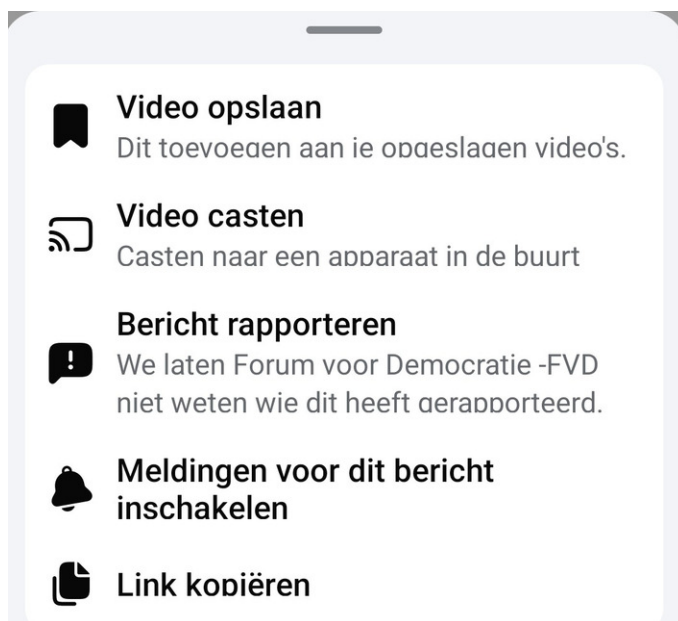 Video opslaan
Dit toevoegen aan je opgeslagen video's.
Video casten
Casten naar een apparaat in de buurt
Bericht rapporteren
We laten Forum voor Democratie -FVD
niet weten wie dit heeft gerapporteerd.
Meldingen voor dit bericht
inschakelen
Link kopiëren